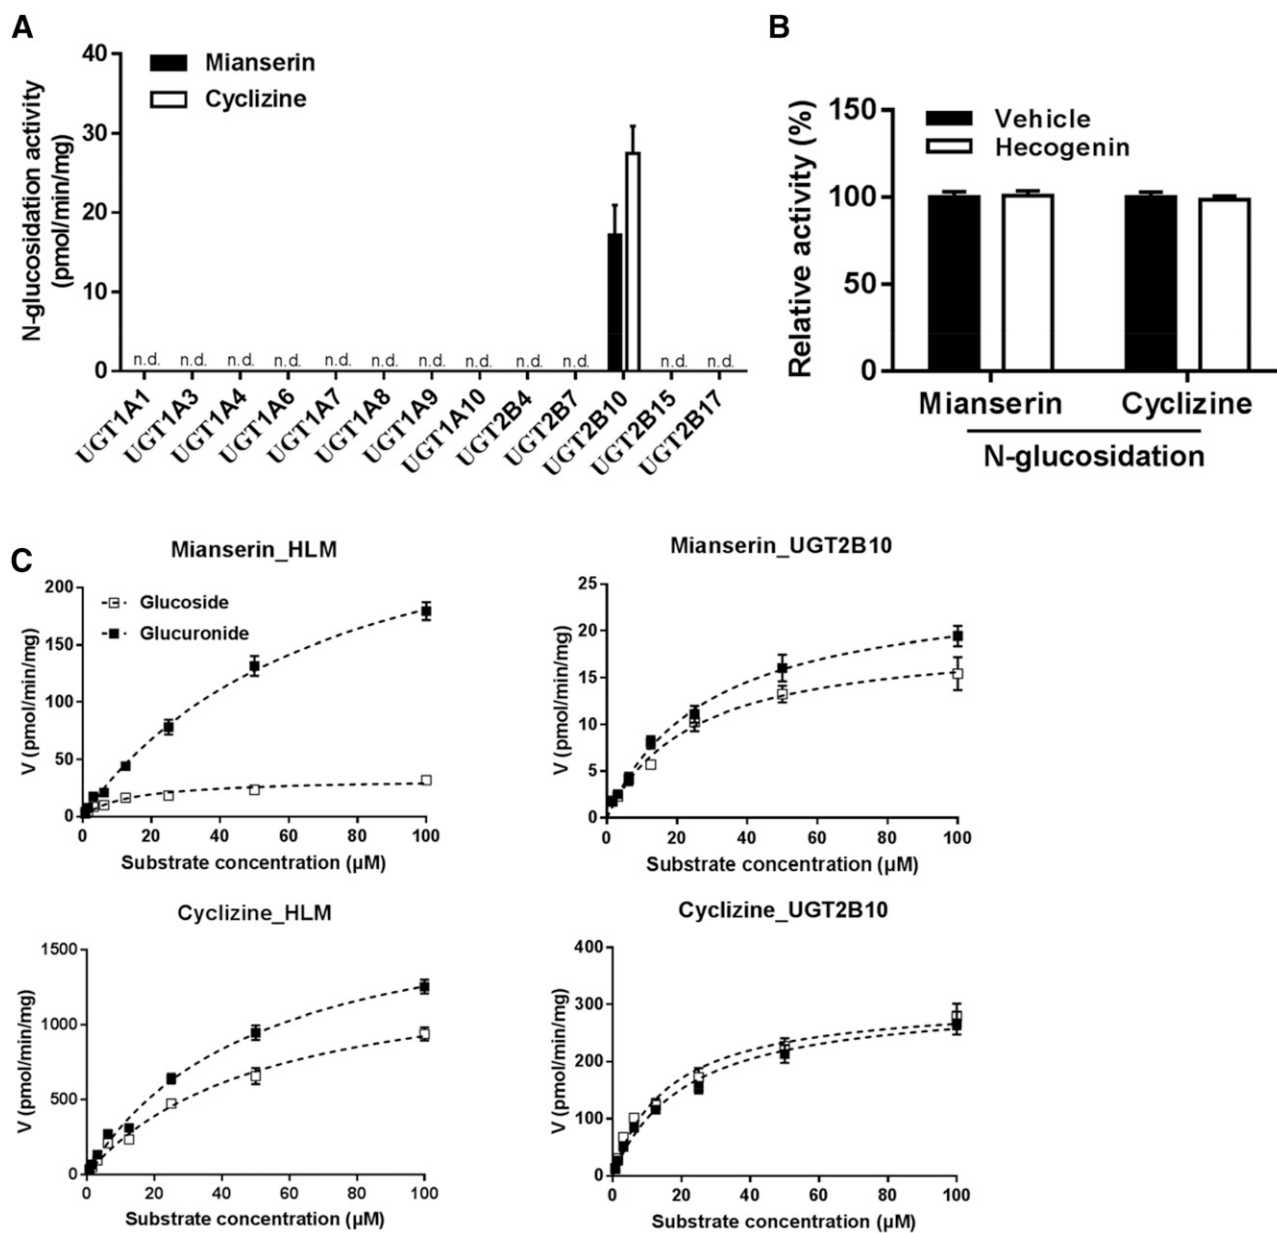 A
N-glucosidation activity
(pmol/min/mg)
40
30
20
10
0
Mianserin
Cyclizine
n.d. n.d. n.d. n.d. n.d. n.d. n.d. n.d. n.d. n.d. n.d. n.d.
UGT1A1 UGT1A3 UGT1A4 UGT1A6 UGT1A7 UGT1A8 UGT1A9 UGT1A10 UGT2B4 UGT2B7 UGT2B10 UGT2B15 UGT2B17
B
Relative activity (%)
150
100
50
0
Vehicle
Hecogenin
Mianserin Cyclizine
N-glucosidation
C
Mianserin_HLM
V (pmol/min/mg)
200
150
100
50
0
Glucoside
Glucuronide
0 20 40 60 80 100
Substrate concentration (µM)
Mianserin_UGT2B10
V (pmol/min/mg)
25
20
15
10
5
0
0 20 40 60 80 100
Substrate concentration (µM)
Cyclizine_HLM
V (pmol/min/mg)
1500
1000
500
0
0 20 40 60 80 100
Substrate concentration (µM)
Cyclizine_UGT2B10
V (pmol/min/mg)
400
300
200
100
0
0 20 40 60 80 100
Substrate concentration (µM)